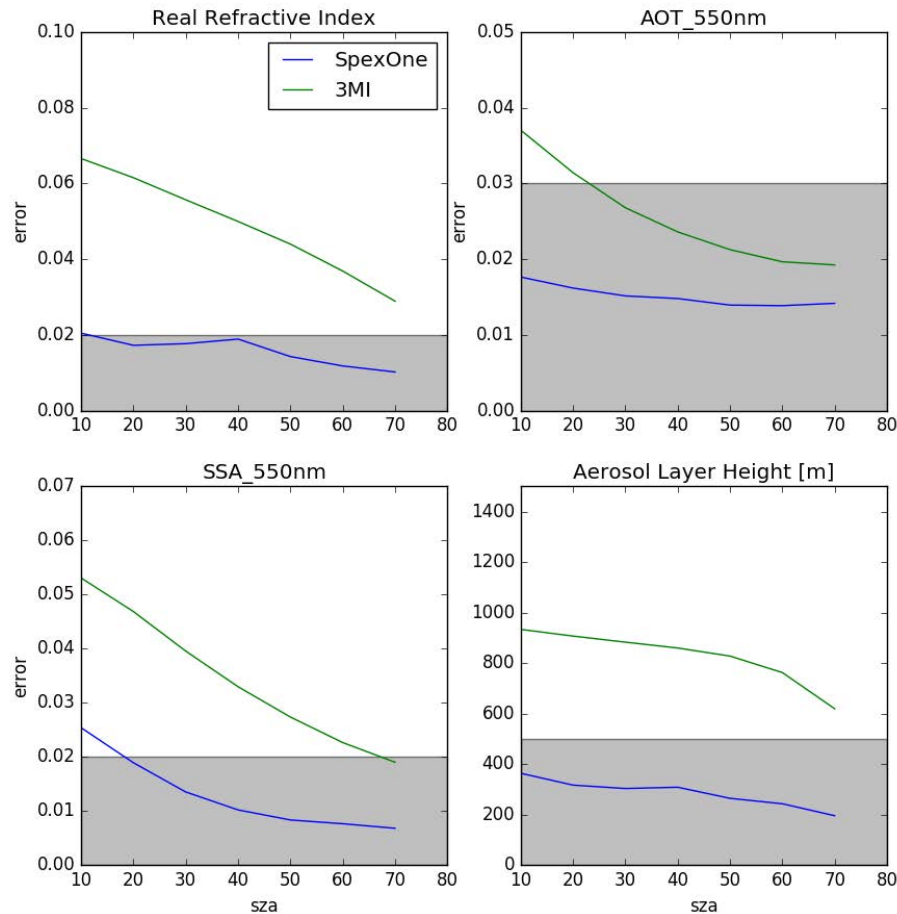 Real Refractive Index
0.10
0.08
0.06
0.04
0.02
0.00
error
10 20 30 40 50 60 70 80
SpexOne
3MI
AOT_550nm
0.05
0.04
0.03
0.02
0.01
0.00
error
10 20 30 40 50 60 70 80
SSA_550nm
0.07
0.06
0.05
0.04
0.03
0.02
0.01
0.00
error
10 20 30 40 50 60 70 80
sza
Aerosol Layer Height [m]
1400
1200
1000
800
600
400
200
0
10 20 30 40 50 60 70 80
sza